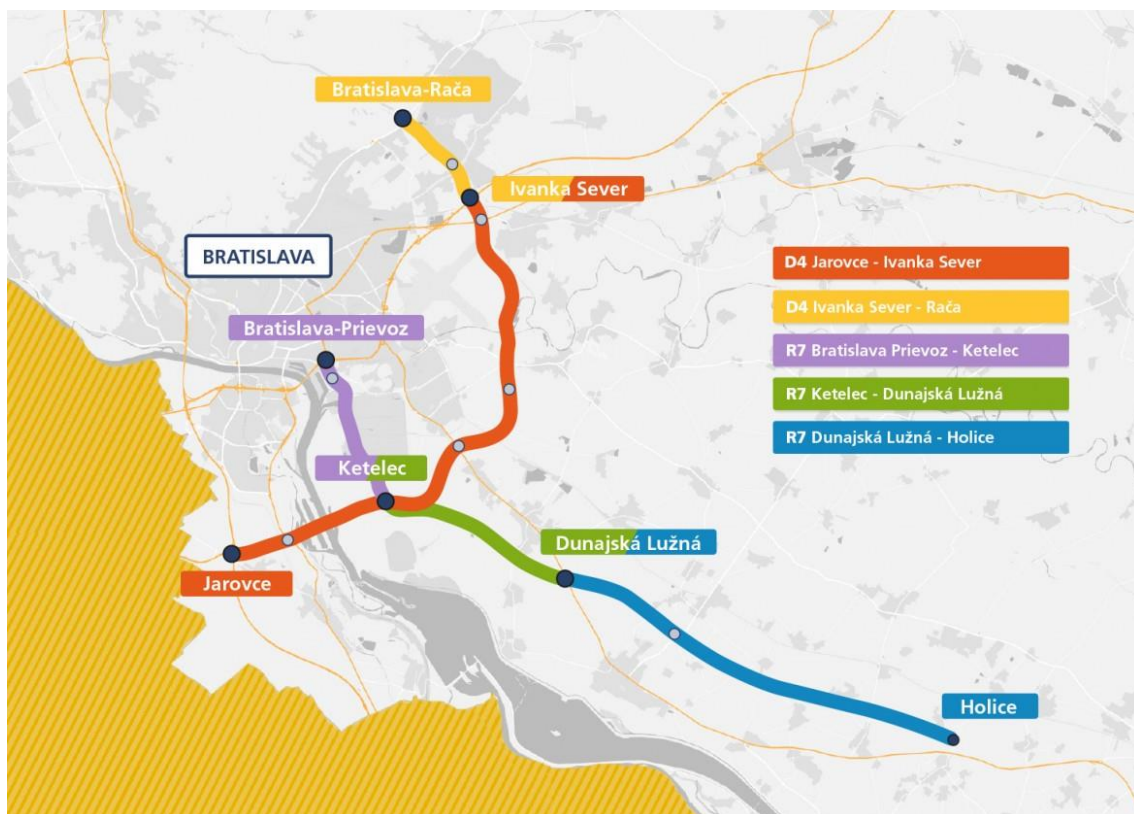 Bratislava-Rača
Ivanka Sever
BRATISLAVA
Bratislava-Prievoz
Ketelec
Dunajská Lužná
Jarovce
Holice
D4 Jarovce - Ivanka Sever
D4 Ivanka Sever - Rača
R7 Bratislava Prievoz - Ketelec
R7 Ketelec - Dunajská Lužná
R7 Dunajská Lužná - Holice